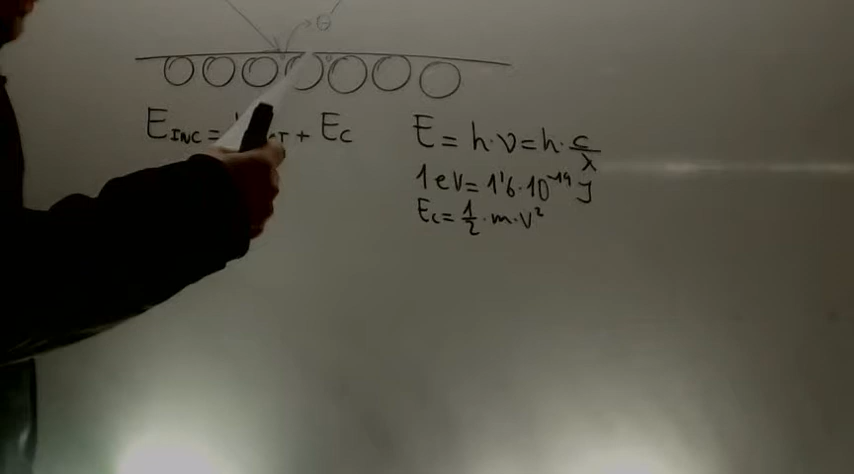 ⊖
E_INC = + E_C
E = h·ν = h·c/λ
1 eV = 1'6·10⁻¹⁹ J
E_C = 1/2·m·v²